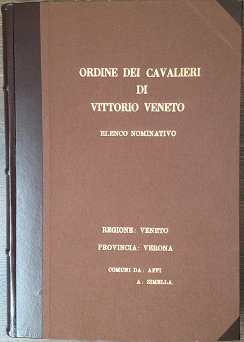 ORDINE DEI CAVALIERI
DI
VITTORIO VENETO
ELENCO NOMINATIVO
REGIONE: VENETO
PROVINCIA: VERONA
COMUNI DA: AFFI
A: ZIMELLA